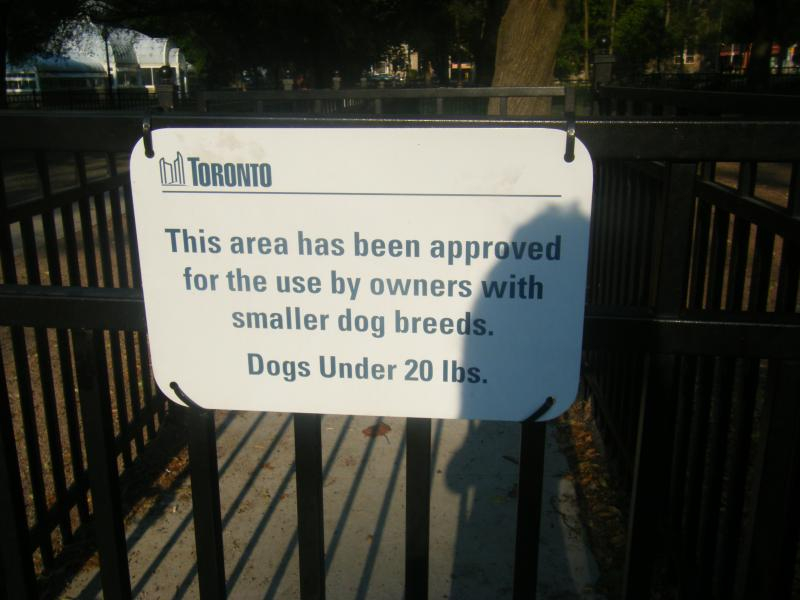 TORONTO
This area has been approved
for the use by owners with
smaller dog breeds.
Dogs Under 20 lbs.